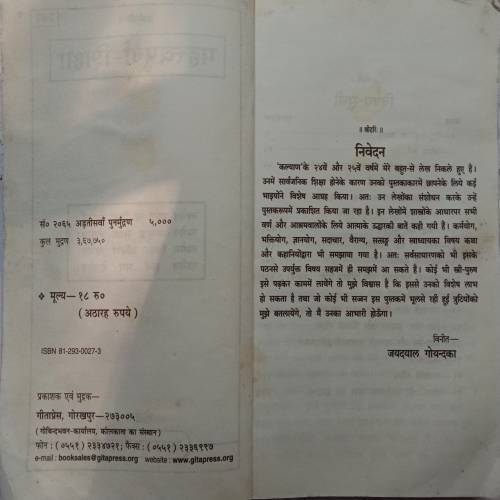 सं० २०६५ अड़तीसवाँ पुनर्मुद्रण ५,०००
कुल मुद्रण ३,६७,७५०
❖ मूल्य—१८ रु०
(अठारह रुपये)
ISBN 81-293-0027-3
प्रकाशक एवं मुद्रक—
गीताप्रेस, गोरखपुर—२७३००५
(गोबिन्दभवन-कार्यालय, कोलकाता का संस्थान)
फोन : (०५५१) २३३४७२१; फैक्स : (०५५१) २३३६९९७
e-mail : booksales@gitapress.org website : www.gitapress.org
॥ श्रीहरिः ॥
निवेदन
'कल्याण'के २४वें और २५वें वर्षमें मेरे बहुत-से लेख निकले हुए हैं।
उनमें सार्वजनिक शिक्षा होनेके कारण उनको पुस्तकाकारमें छापनेके लिये कई
भाइयोंने विशेष आग्रह किया। अतः उन लेखोंका संशोधन करके उन्हें
पुस्तकरूपमें प्रकाशित किया जा रहा है। इन लेखोंमें शास्त्रोंके आधारपर सभी
वर्ण और आश्रमवालोंके लिये आत्माके उद्धारकी बातें कही गयी हैं। कर्मयोग,
भक्तियोग, ज्ञानयोग, सदाचार, वैराग्य, सत्सङ्ग और स्वाध्यायका विषय कथा
और कहानियोंद्वारा भी समझाया गया है। अतः सर्वसाधारणको भी इसके
पठनसे उपर्युक्त विषय सहजमें ही समझमें आ सकते हैं। कोई भी स्त्री-पुरुष
इसे पढ़कर काममें लायेंगे तो मुझे विश्वास है कि इससे उनको विशेष लाभ
हो सकता है तथा जो कोई भी सज्जन इस पुस्तकमें भूलसे रही हुई त्रुटियोंको
मुझे बतलायेंगे, तो मैं उनका आभारी होऊँगा।
विनीत—
जयदयाल गोयन्दका